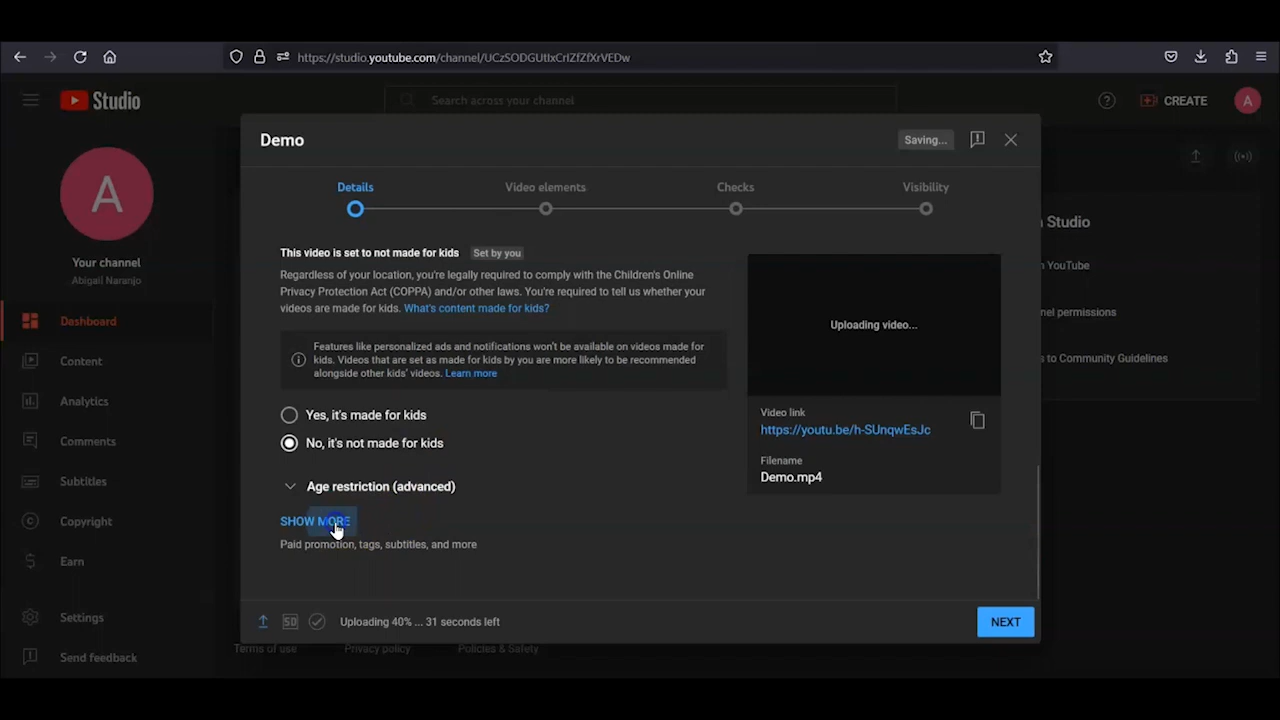 https://studio.youtube.com/channel/UCzSODGUtIxCrIZfZfXrVEDw
Studio
Search across your channel
CREATE
A
A
Your channel
Abigail Naranjo
Dashboard
Content
Analytics
Comments
Subtitles
Copyright
Earn
Settings
Send feedback
Demo
Saving...
Details
Video elements
Checks
Visibility
This video is set to not made for kids Set by you
Regardless of your location, you're legally required to comply with the Children's Online
Privacy Protection Act (COPPA) and/or other laws. You're required to tell us whether your
videos are made for kids. What's content made for kids?
Features like personalized ads and notifications won't be available on videos made for
kids. Videos that are set as made for kids by you are more likely to be recommended
alongside other kids' videos. Learn more
Yes, it's made for kids
No, it's not made for kids
Age restriction (advanced)
SHOW MORE
Paid promotion, tags, subtitles, and more
Uploading video...
Video link
https://youtu.be/h-SUnqwEsJc
Filename
Demo.mp4
SD
Uploading 40% ... 31 seconds left
NEXT
Studio
YouTube
permissions
to Community Guidelines
Terms of use
Privacy policy
Policies & Safety